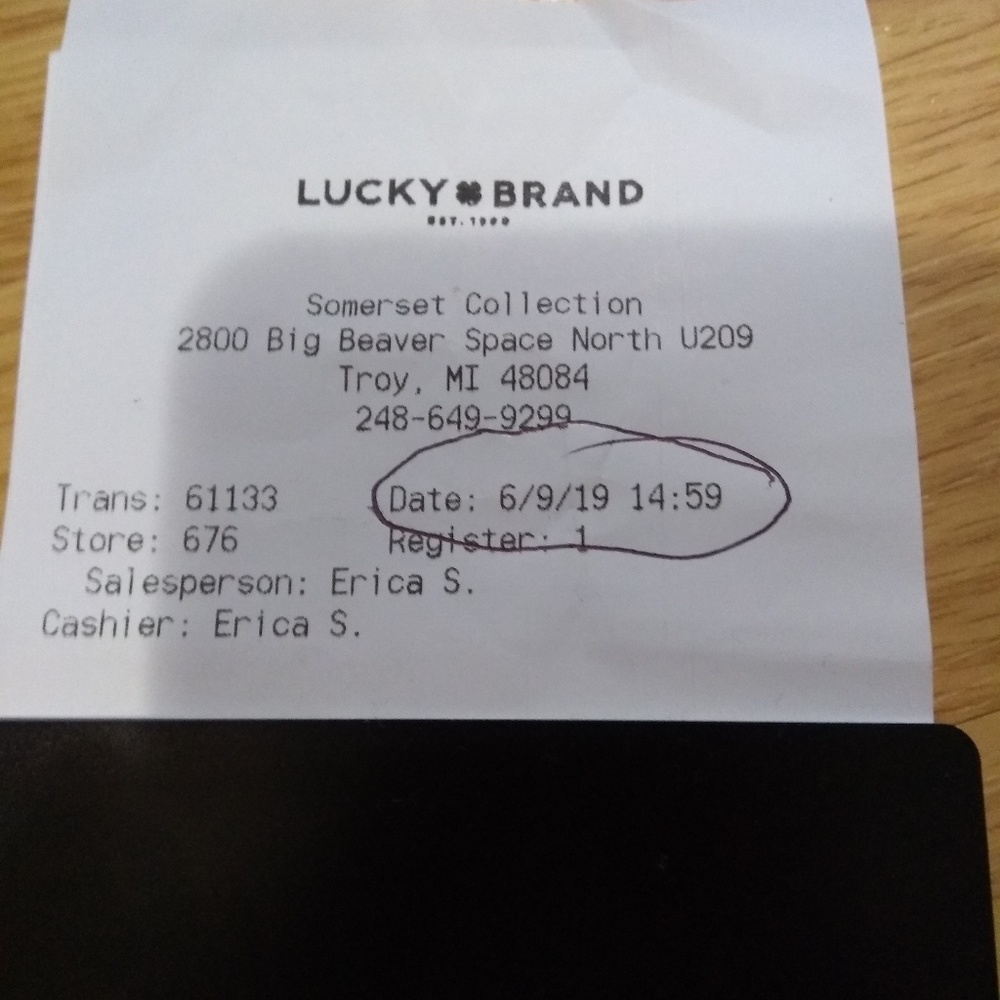 LUCKY BRAND
EST. 1990
Somerset Collection
2800 Big Beaver Space North U209
Troy, MI 48084
248-649-9299
Trans: 61133 Date: 6/9/19 14:59
Store: 676 Register: 1
Salesperson: Erica S.
Cashier: Erica S.